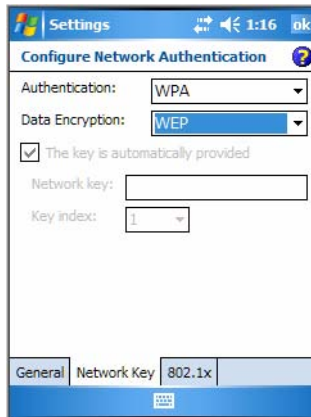 Settings 1:16 ok
Configure Network Authentication
Authentication: WPA
Data Encryption: WEP
The key is automatically provided
Network key:
Key index: 1
General Network Key 802.1x